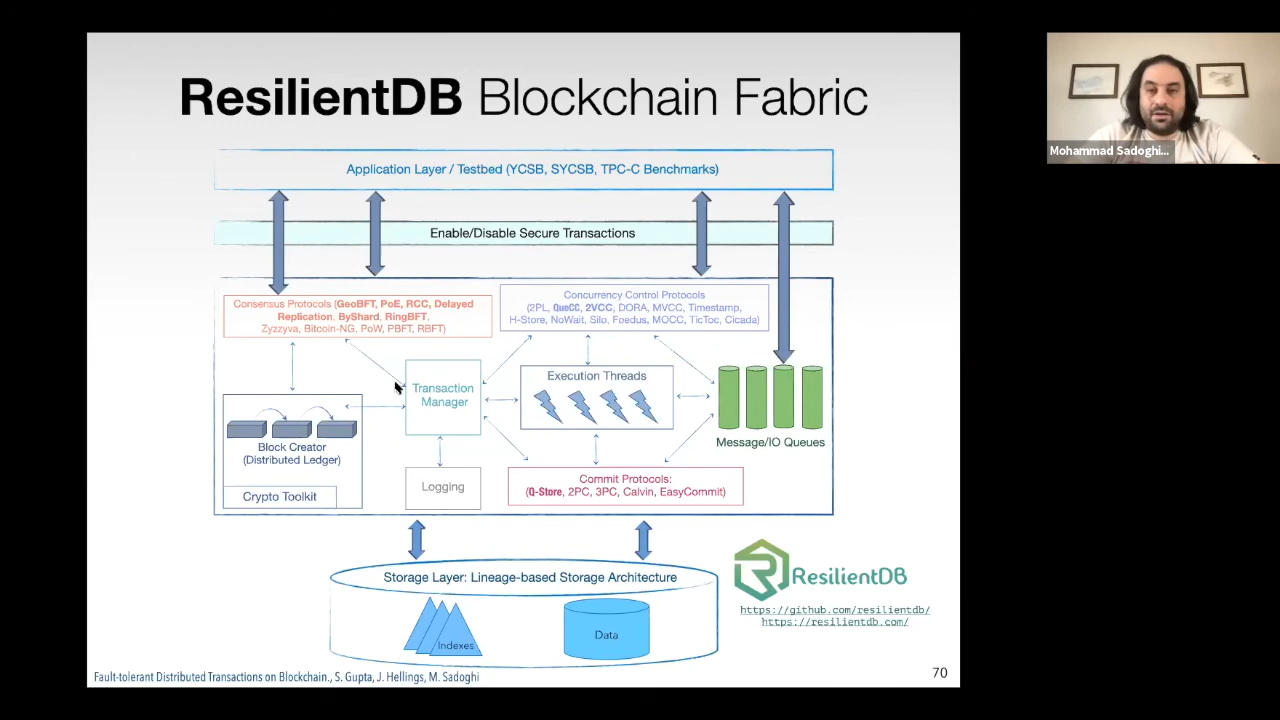 ResilientDB Blockchain Fabric
Mohammad Sadoghi...
Application Layer / Testbed (YCSB, SYCSB, TPC-C Benchmarks)
Enable/Disable Secure Transactions
Consensus Protocols (GeoBFT, PoE, RCC, Delayed
Replication, ByShard, RingBFT,
Zyzzyva, Bitcoin-NG, PoW, PBFT, RBFT)
Concurrency Control Protocols
(2PL, QueCC, 2VCC, DORA, MVCC, Timestamp,
H-Store, NoWait, Silo, Foedus, MOCC, TicToc, Cicada)
Transaction
Manager
Execution Threads
Message/IO Queues
Block Creator
(Distributed Ledger)
Crypto Toolkit
Logging
Commit Protocols:
(Q-Store, 2PC, 3PC, Calvin, EasyCommit)
Storage Layer: Lineage-based Storage Architecture
Indexes
Data
ResilientDB
https://github.com/resilientdb/
https://resilientdb.com/
Fault-tolerant Distributed Transactions on Blockchain., S. Gupta, J. Hellings, M. Sadoghi
70